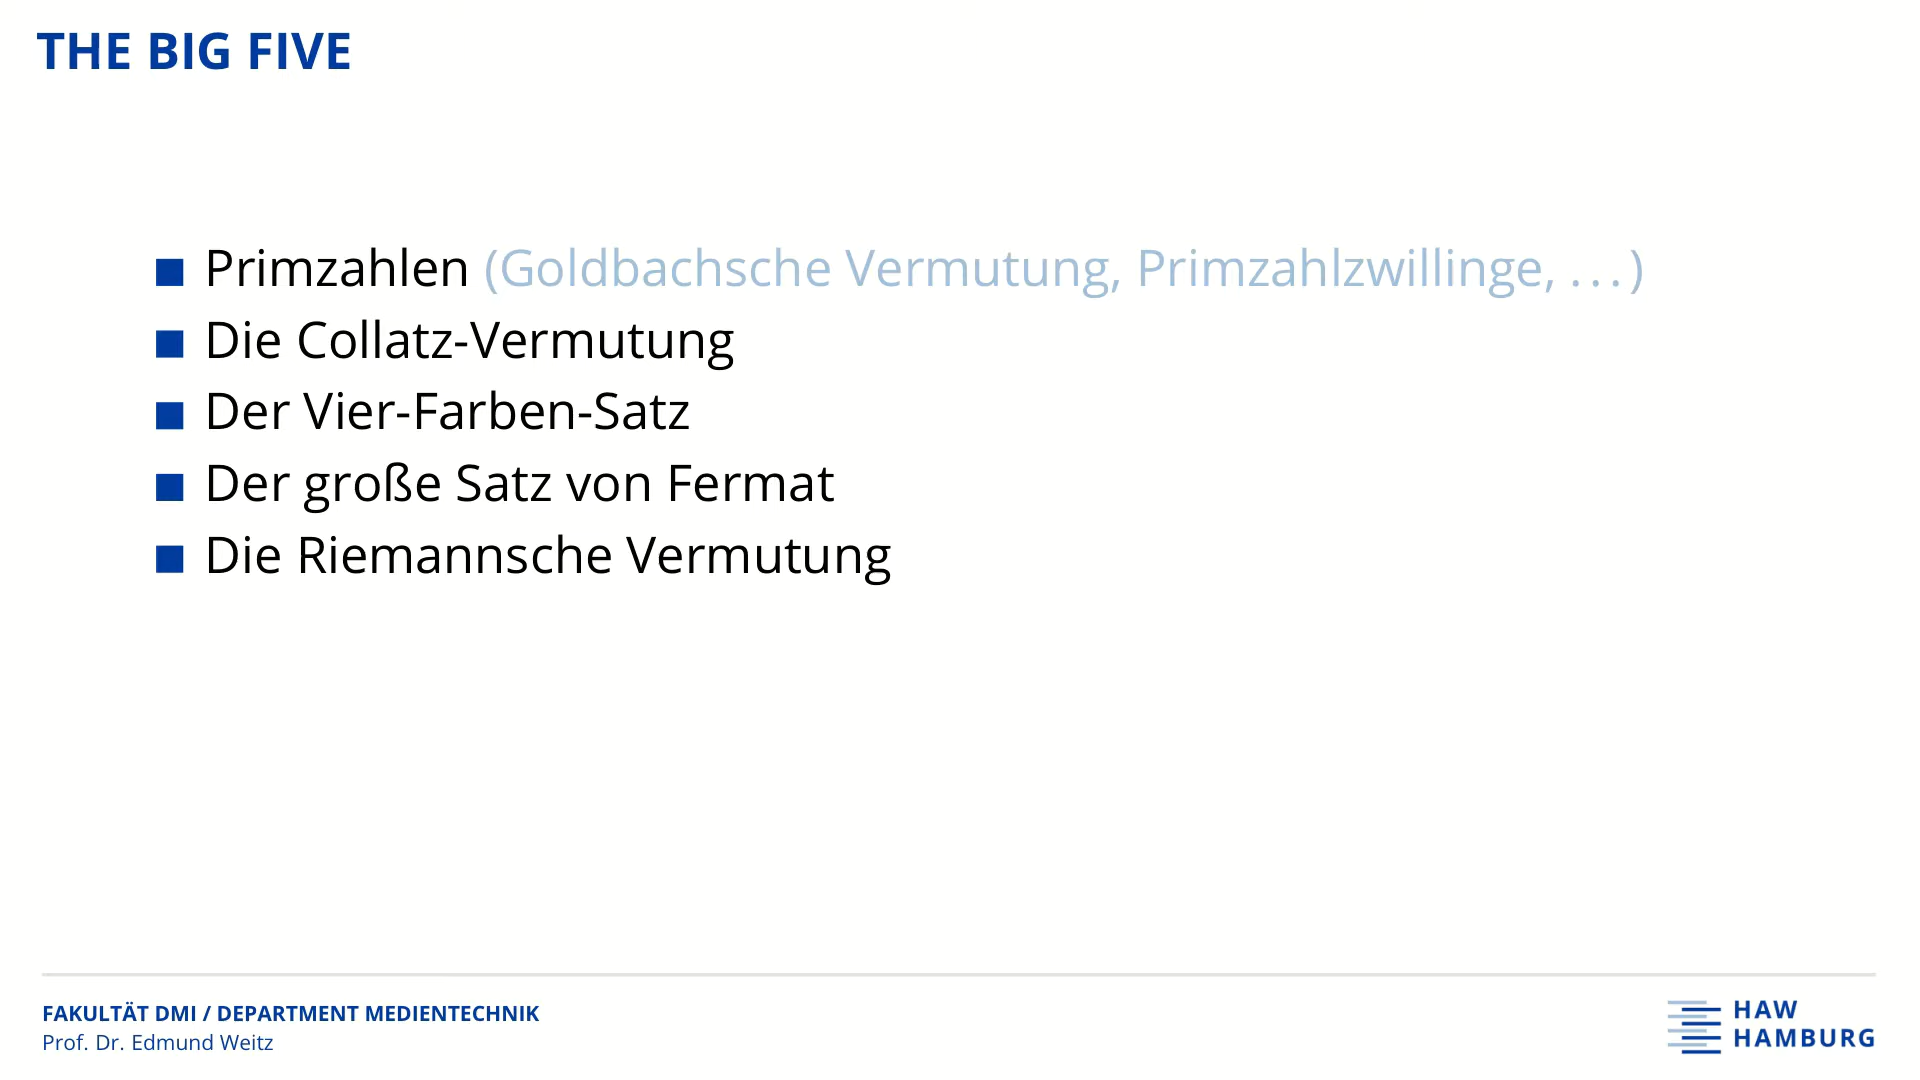 THE BIG FIVE
Primzahlen (Goldbachsche Vermutung, Primzahlzwillinge, ...)
Die Collatz-Vermutung
Der Vier-Farben-Satz
Der große Satz von Fermat
Die Riemannsche Vermutung
FAKULTÄT DMI / DEPARTMENT MEDIENTECHNIK
Prof. Dr. Edmund Weitz
HAW
HAMBURG